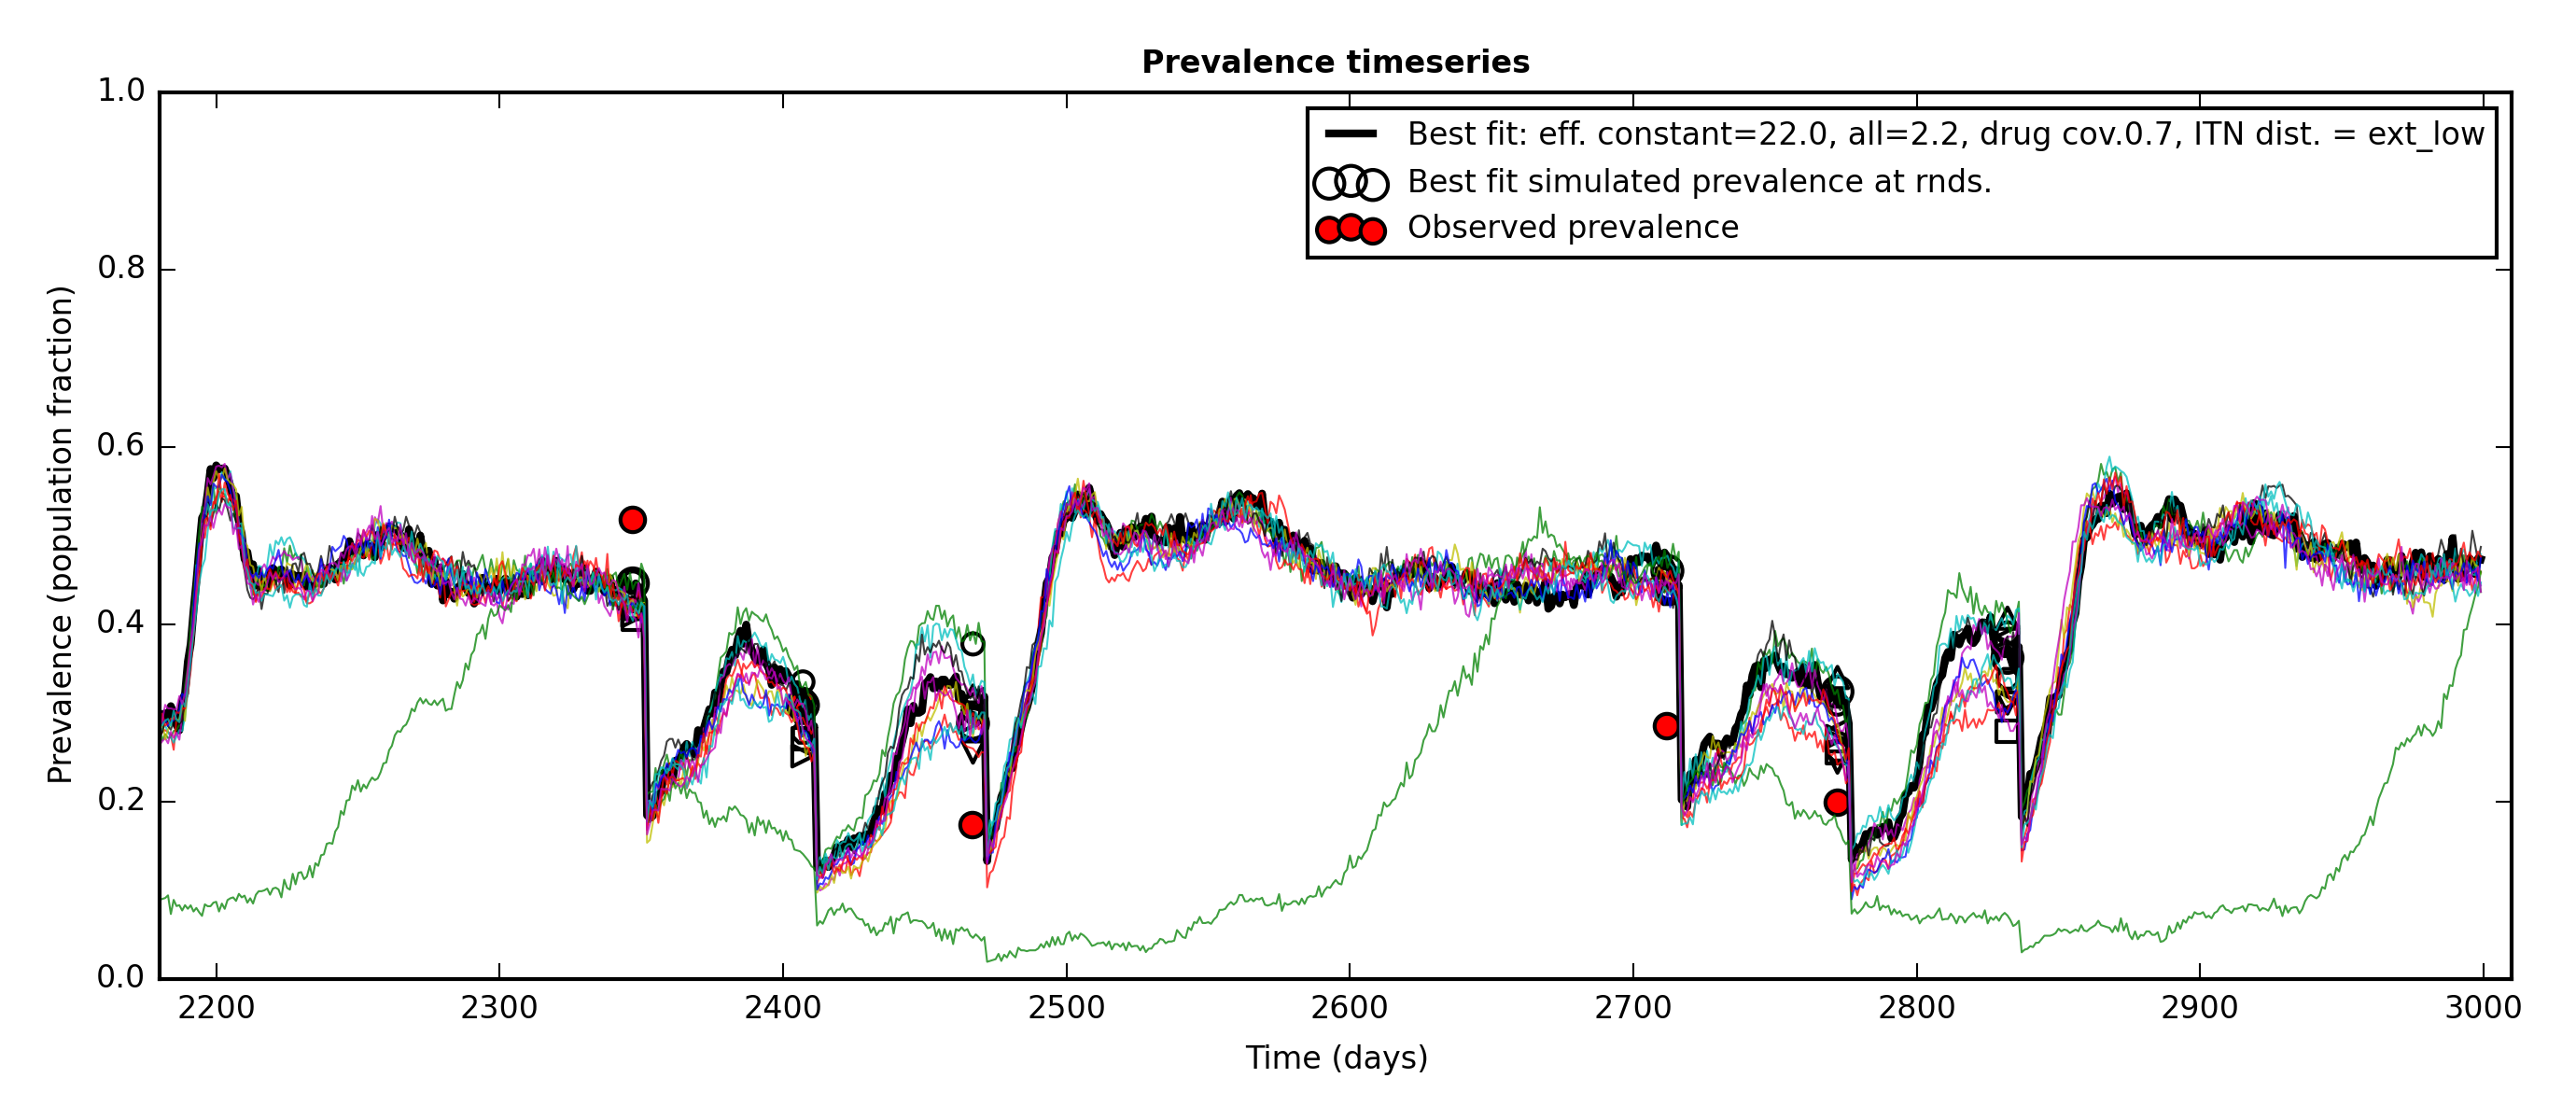 Prevalence timeseries
1.0
0.8
0.6
0.4
0.2
0.0
Prevalence (population fraction)
Best fit: eff. constant=22.0, all=2.2, drug cov.0.7, ITN dist. = ext_low
Best fit simulated prevalence at rnds.
Observed prevalence
2200 2300 2400 2500 2600 2700 2800 2900 3000
Time (days)